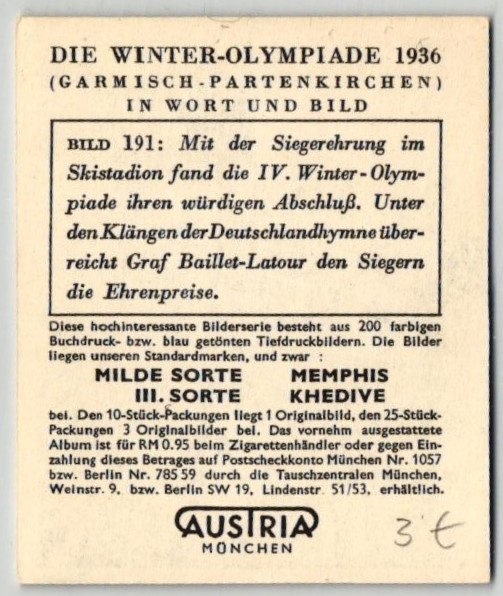 DIE WINTER-OLYMPIADE 1936
(GARMISCH-PARTENKIRCHEN)
IN WORT UND BILD
BILD 191: Mit der Siegerehrung im
Skistadion fand die IV. Winter-Olym-
piade ihren würdigen Abschluß. Unter
den Klängen der Deutschlandhymne über-
reicht Graf Baillet-Latour den Siegern
die Ehrenpreise.
Diese hochinteressante Bilderserie besteht aus 200 farbigen
Buchdruck- bzw. blau getönten Tiefdruckbildern. Die Bilder
liegen unseren Standardmarken, und zwar :
MILDE SORTE MEMPHIS
III. SORTE KHEDIVE
bei. Den 10-Stück-Packungen liegt 1 Originalbild, den 25-Stück-
Packungen 3 Originalbilder bei. Das vornehm ausgestattete
Album ist für RM 0.95 beim Zigarettenhändler oder gegen Ein-
zahlung dieses Betrages auf Postscheckkonto München Nr. 1057
bzw. Berlin Nr. 785 59 durch die Tauschzentralen München,
Weinstr. 9, bzw. Berlin SW 19, Lindenstr. 51/53, erhältlich.
AUSTRIA
MÜNCHEN